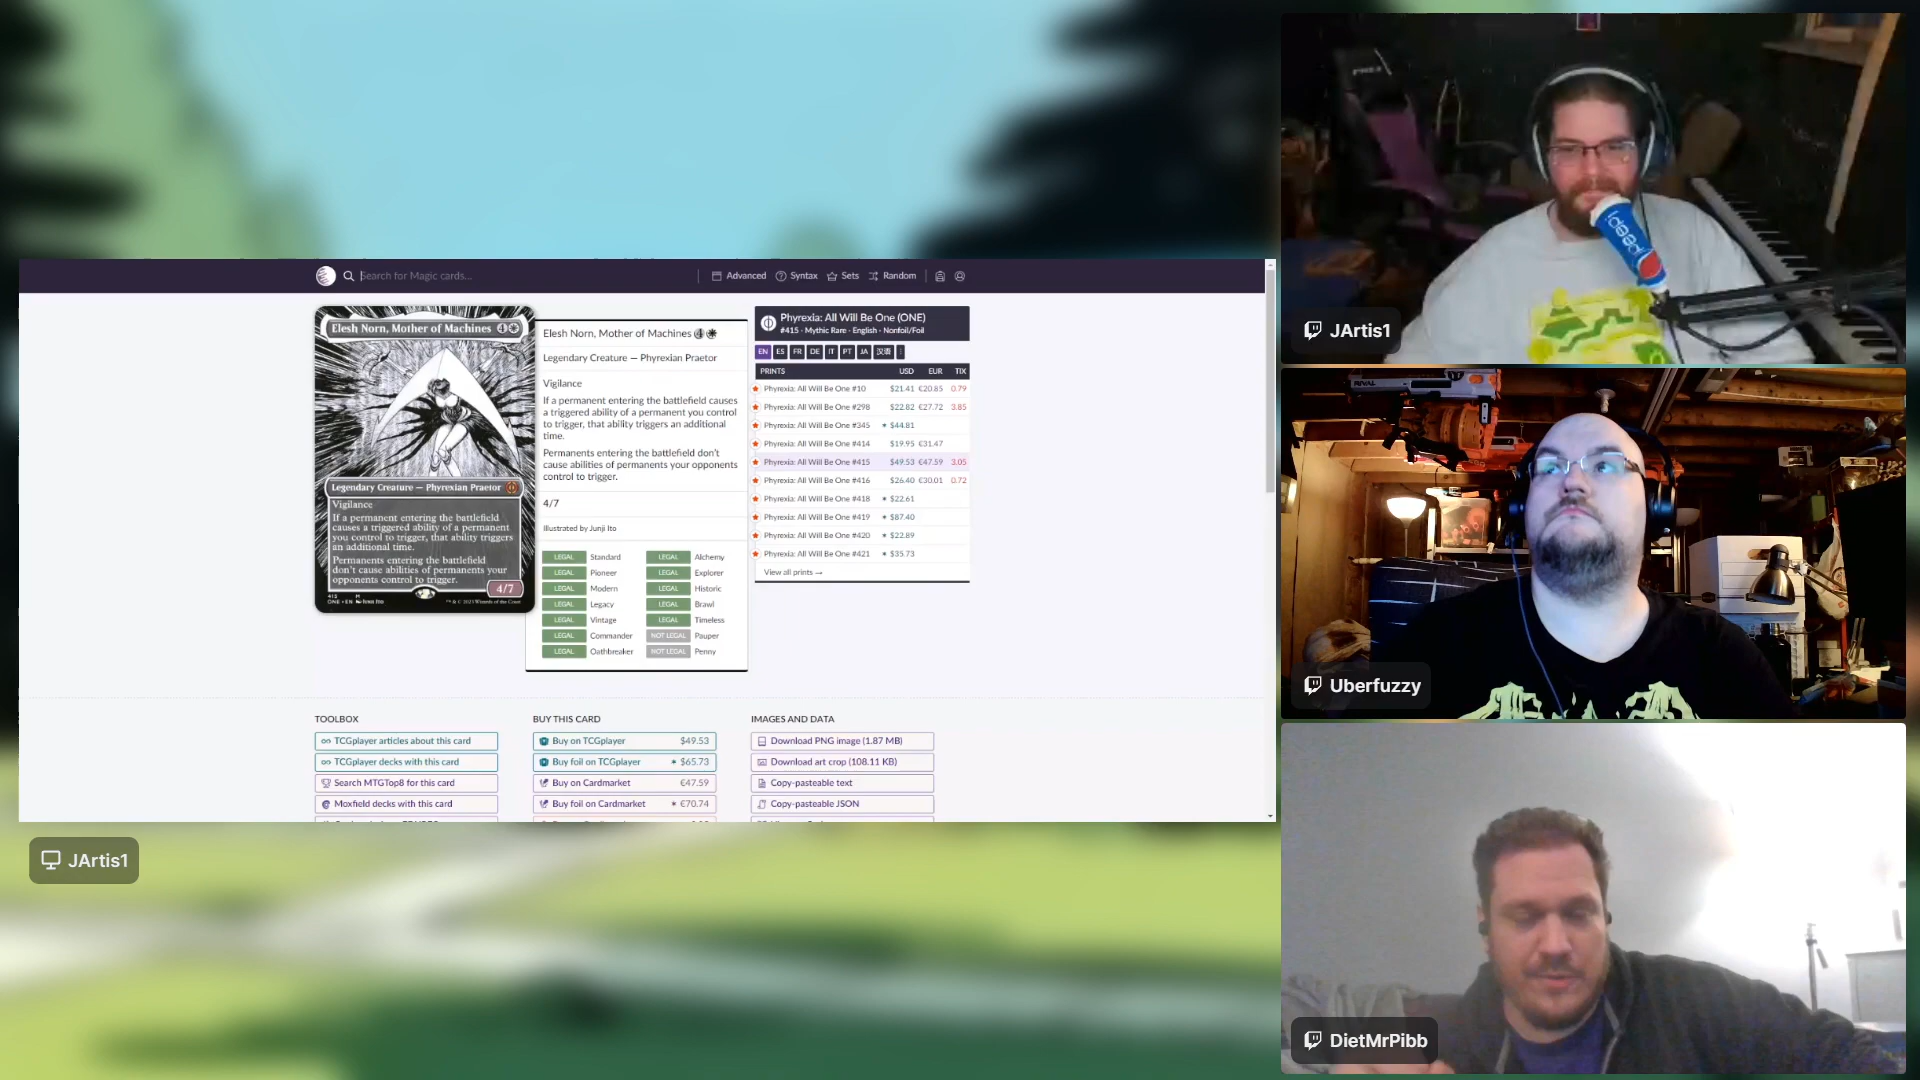 Search for Magic cards...
Advanced
Syntax
Sets
Random
Elesh Norn, Mother of Machines
Legendary Creature — Phyrexian Praetor
Vigilance
If a permanent entering the battlefield
causes a triggered ability of a permanent
you control to trigger, that ability triggers
an additional time.
Permanents entering the battlefield
don't cause abilities of permanents your
opponents control to trigger.
4/7
Elesh Norn, Mother of Machines
Legendary Creature — Phyrexian Praetor
Vigilance
If a permanent entering the battlefield causes
a triggered ability of a permanent you control
to trigger, that ability triggers an additional
time.
Permanents entering the battlefield don't
cause abilities of permanents your opponents
control to trigger.
4/7
Illustrated by Junji Ito
LEGAL Standard LEGAL Alchemy
LEGAL Pioneer LEGAL Explorer
LEGAL Modern LEGAL Historic
LEGAL Legacy LEGAL Brawl
LEGAL Vintage LEGAL Timeless
LEGAL Commander NOT LEGAL Pauper
LEGAL Oathbreaker NOT LEGAL Penny
Phyrexia: All Will Be One (ONE)
#415 · Mythic Rare · English · Nonfoil/Foil
EN ES FR DE IT PT JA 汉语
PRINTS USD EUR TIX
Phyrexia: All Will Be One #10 $21.41 €20.85 0.79
Phyrexia: All Will Be One #298 $22.82 €27.72 3.85
Phyrexia: All Will Be One #345 $44.81
Phyrexia: All Will Be One #414 $19.95 €31.47
Phyrexia: All Will Be One #415 $49.53 €47.59 3.05
Phyrexia: All Will Be One #416 $26.40 €30.01 0.72
Phyrexia: All Will Be One #418 $22.61
Phyrexia: All Will Be One #419 $87.40
Phyrexia: All Will Be One #420 $22.89
Phyrexia: All Will Be One #421 $35.73
View all prints →
TOOLBOX
TCGplayer articles about this card
TCGplayer decks with this card
Search MTGTop8 for this card
Moxfield decks with this card
BUY THIS CARD
Buy on TCGplayer $49.53
Buy foil on TCGplayer $65.73
Buy on Cardmarket €47.59
Buy foil on Cardmarket €70.74
IMAGES AND DATA
Download PNG image (1.87 MB)
Download art crop (108.11 KB)
Copy-pasteable text
Copy-pasteable JSON
JArtis1
pepsi
JArtis1
RIVAL
Uberfuzzy
DietMrPibb